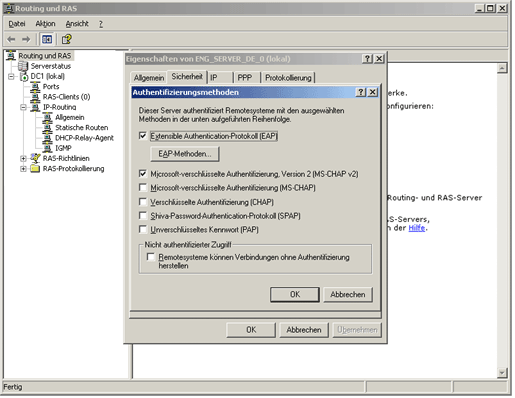 Routing und RAS
Datei Aktion Ansicht ?
Routing und RAS
Serverstatus
DC1 (lokal)
Ports
RAS-Clients (0)
IP-Routing
Allgemein
Statische Routen
DHCP-Relay-Agent
IGMP
RAS-Richtlinien
RAS-Protokollierung
Eigenschaften von ENG_SERVER_DE_0 (lokal)
Allgemein Sicherheit IP PPP Protokollierung
Authentifizierungsmethoden
Dieser Server authentifiziert Remotesysteme mit den ausgewählten
Methoden in der unten aufgeführten Reihenfolge.
Extensible Authentication-Protokoll (EAP)
EAP-Methoden...
Microsoft-verschlüsselte Authentifizierung, Version 2 (MS-CHAP v2)
Microsoft-verschlüsselte Authentifizierung (MS-CHAP)
Verschlüsselte Authentifizierung (CHAP)
Shiva-Password-Authentication-Protokoll (SPAP)
Unverschlüsseltes Kennwort (PAP)
Nicht authentifizierter Zugriff
Remotesysteme können Verbindungen ohne Authentifizierung
herstellen
OK Abbrechen
OK Abbrechen Übernehmen
erke.
onfigurieren:
Routing- und RAS-Server
AS-Servers,
n der Hilfe.
Fertig